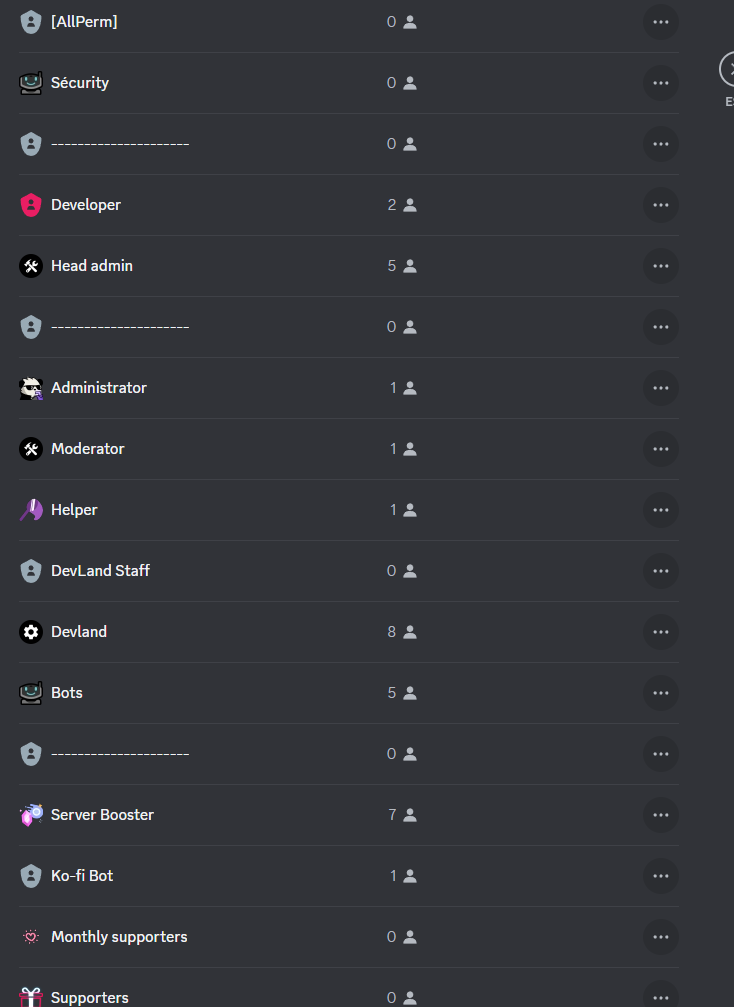 [AllPerm] 0
Sécurity 0
--------------------- 0
Developer 2
Head admin 5
--------------------- 0
Administrator 1
Moderator 1
Helper 1
DevLand Staff 0
Devland 8
Bots 5
--------------------- 0
Server Booster 7
Ko-fi Bot 1
Monthly supporters 0
Supporters 0